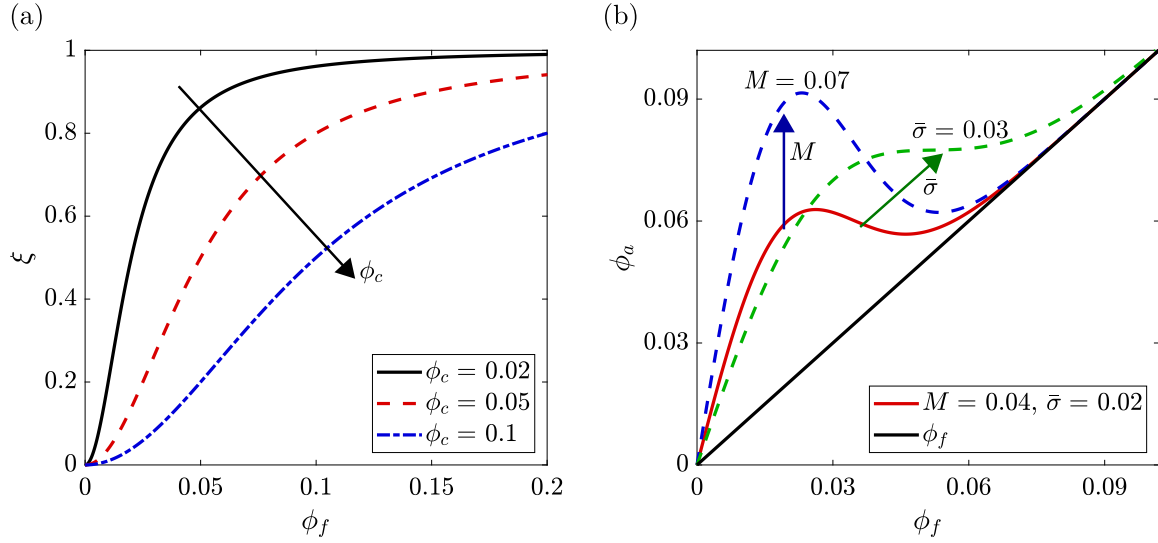 (a)
1
0.8
0.6
0.4
0.2
0
ξ
ϕ_c
ϕ_c = 0.02
ϕ_c = 0.05
ϕ_c = 0.1
0 0.05 0.1 0.15 0.2
ϕ_f
(b)
0.09
0.06
0.03
0
ϕ_a
M = 0.07
M
σ̄ = 0.03
σ̄
M = 0.04, σ̄ = 0.02
ϕ_f
0 0.03 0.06 0.09
ϕ_f